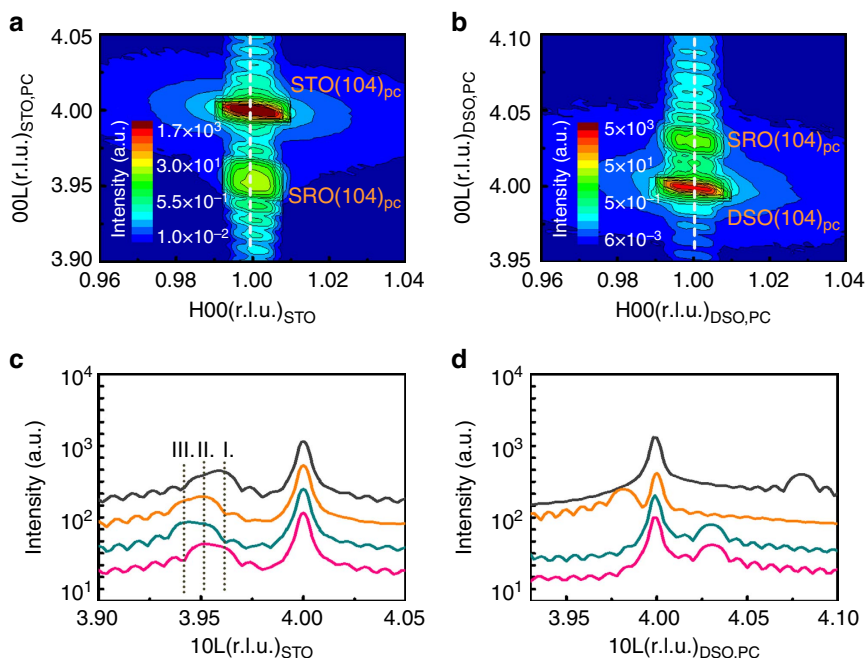 a
4.05
4.00
3.95
3.90
00L(r.l.u.)STO,PC
Intensity (a.u.)
1.7×10³
3.0×10¹
5.5×10⁻¹
1.0×10⁻²
STO(104)pc
SRO(104)pc
0.96 0.98 1.00 1.02 1.04
H00(r.l.u.)STO
b
4.10
4.05
4.00
3.95
00L(r.l.u.)DSO,PC
Intensity (a.u.)
5×10³
5×10¹
5×10⁻¹
6×10⁻³
SRO(104)pc
DSO(104)pc
0.96 0.98 1.00 1.02 1.04
H00(r.l.u.)DSO,PC
c
10⁴
10³
10²
10¹
Intensity (a.u.)
III. II. I.
3.90 3.95 4.00 4.05
10L(r.l.u.)STO
d
10⁴
10³
10²
10¹
Intensity (a.u.)
3.95 4.00 4.05 4.10
10L(r.l.u.)DSO,PC